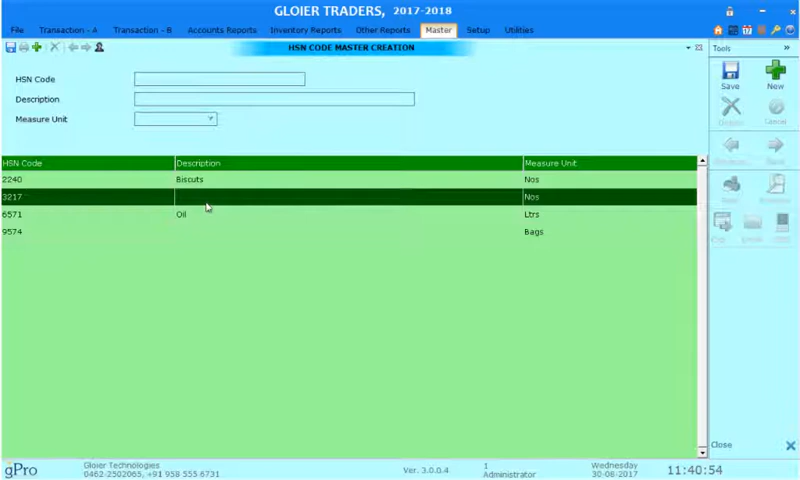 GLOIER TRADERS, 2017-2018
File Transaction - A Transaction - B Accounts Reports Inventory Reports Other Reports Master Setup Utilities
HSN CODE MASTER CREATION
Tools »
HSN Code
Description
Measure Unit
Save New
Cancel
HSN Code Description Measure Unit
2240 Biscuts Nos
3217 Nos
6571 Oil Ltrs
9574 Bags
Close
gPro
Gloier Technologies
0462-2502065, +91 958 555 6731
Ver. 3.0.0.4
1
Administrator
Wednesday
30-08-2017
11:40:54